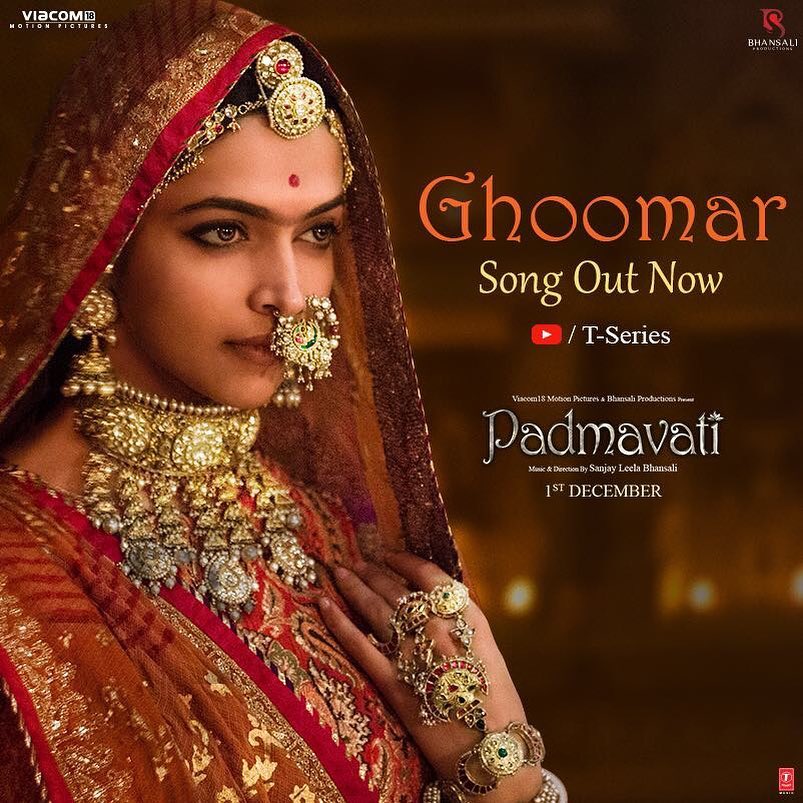 VIACOM18
MOTION PICTURES
BHANSALI
PRODUCTIONS
Ghoomar
Song Out Now
/ T-Series
Viacom18 Motion Pictures & Bhansali Productions Present
Padmavati
Music & Direction By Sanjay Leela Bhansali
1ST DECEMBER
T
MUSIC